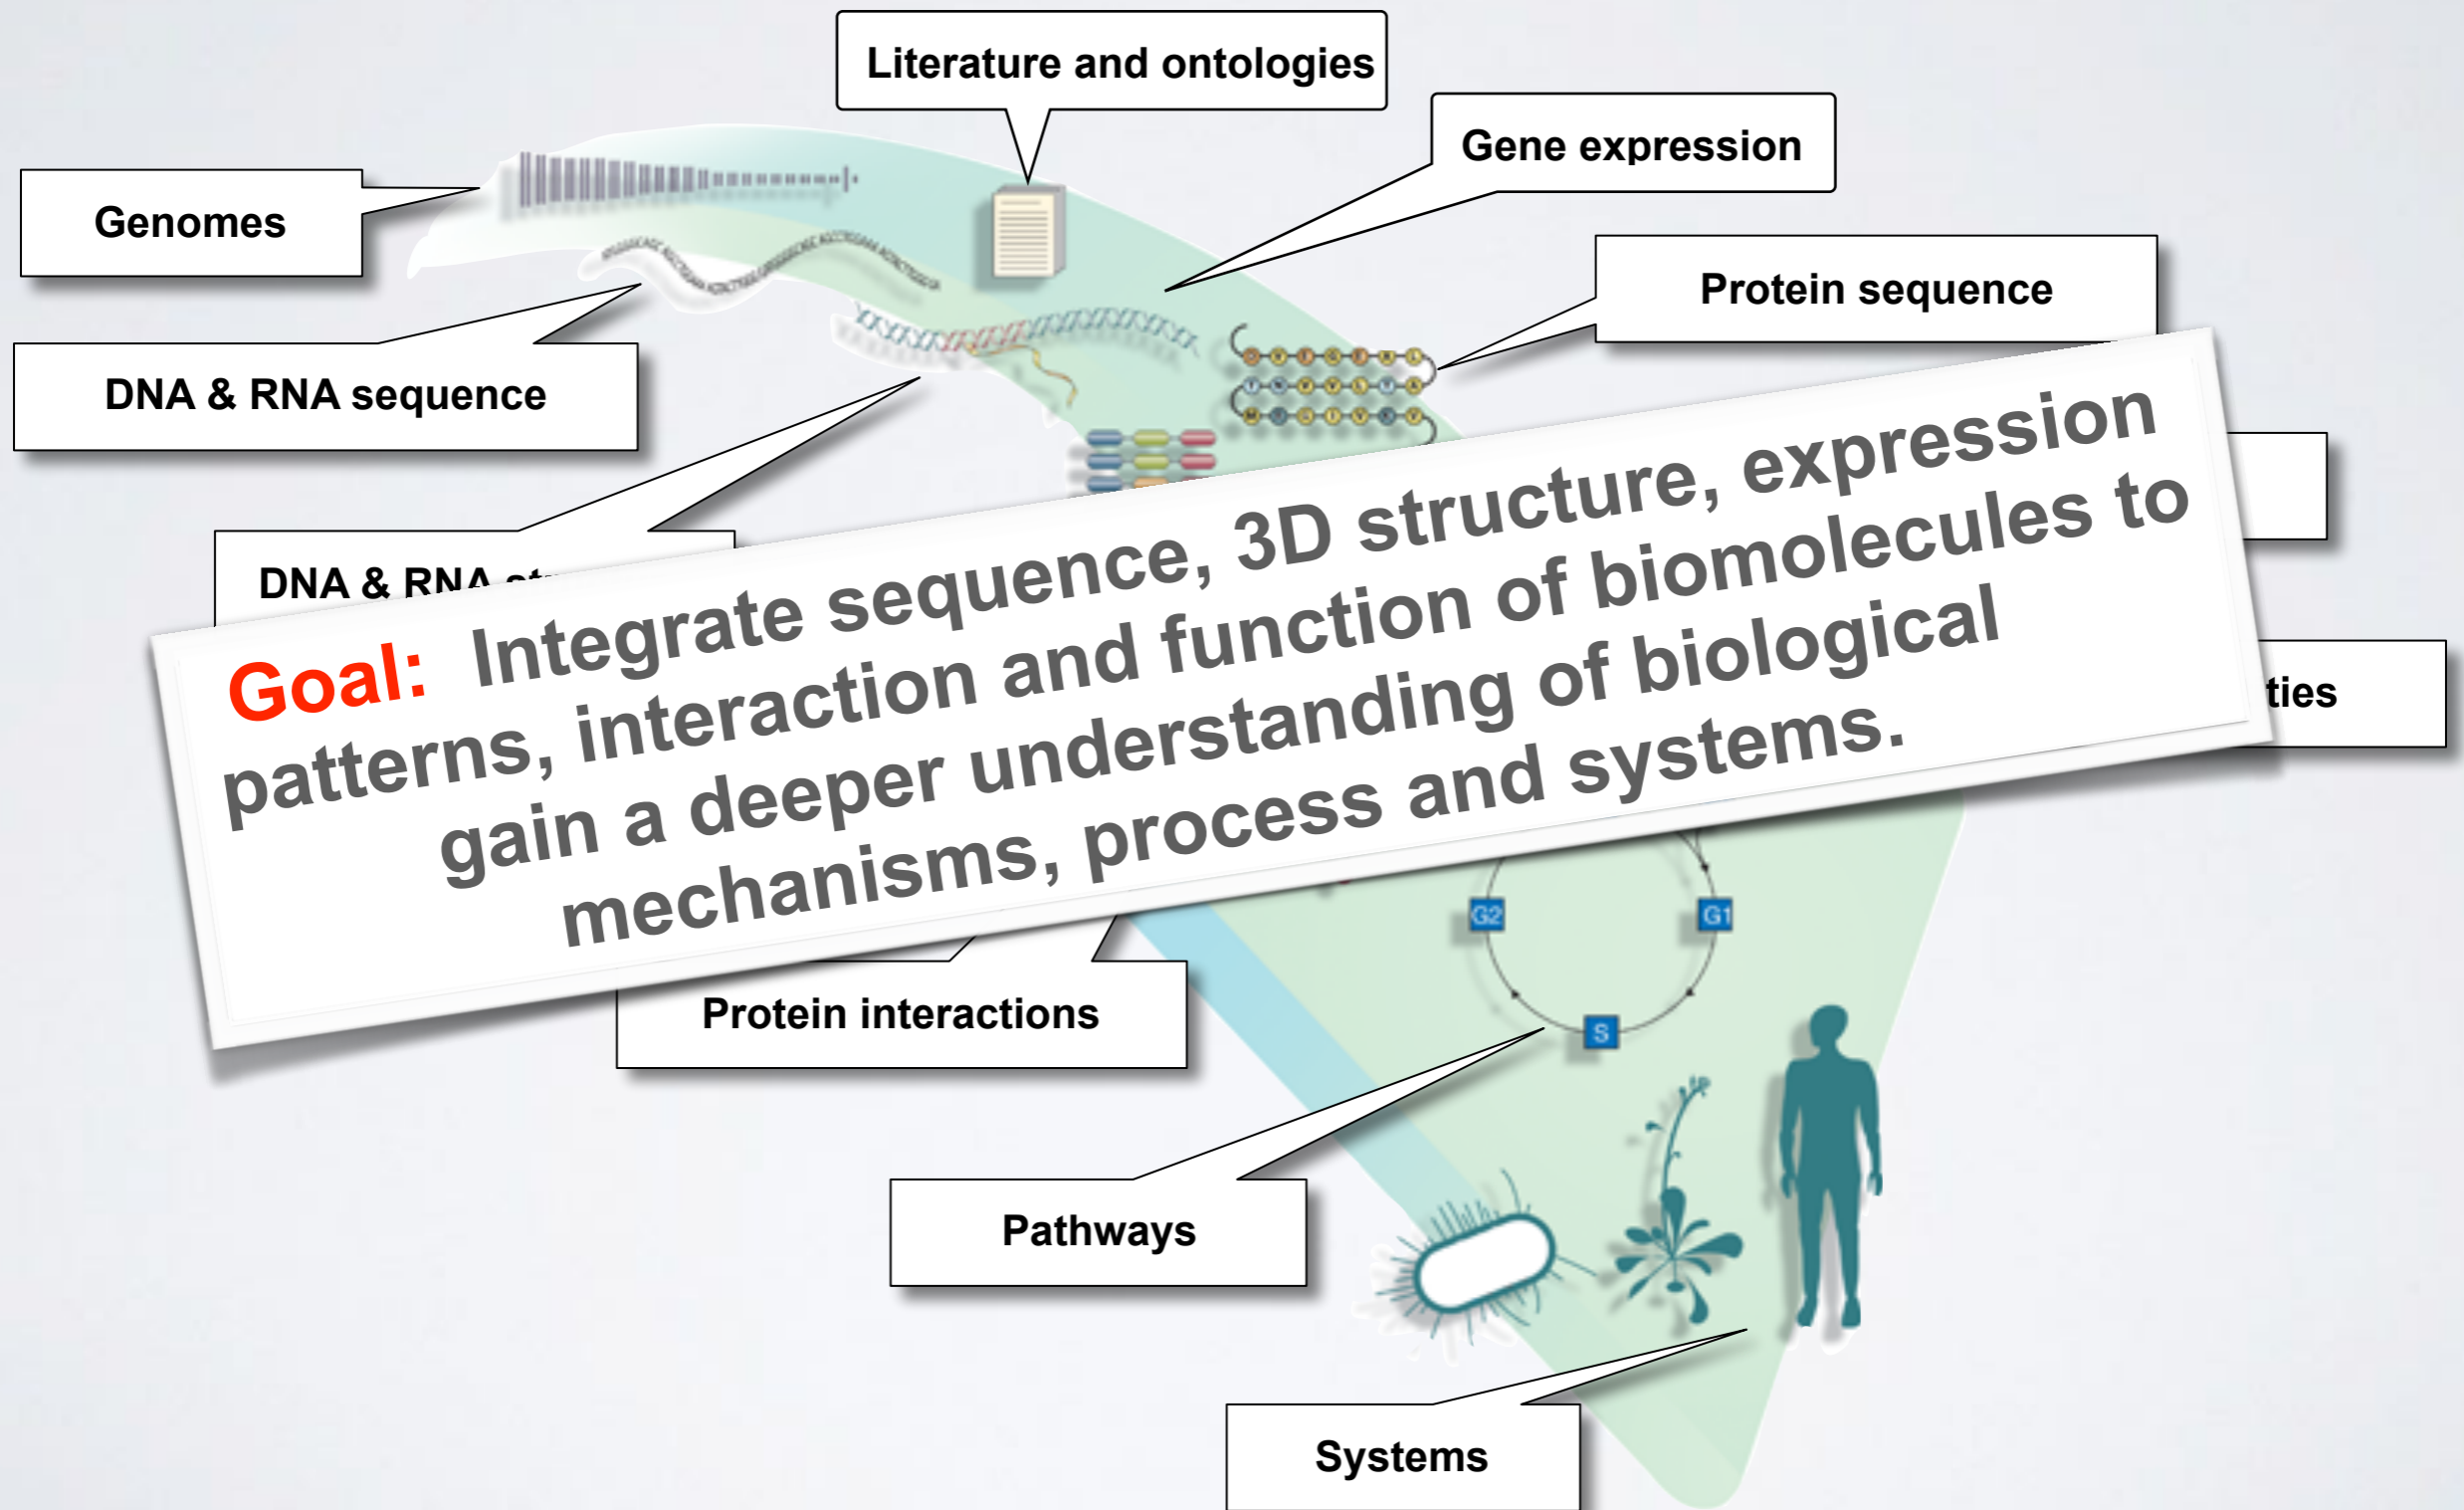 Literature and ontologies
Gene expression
Genomes
Protein sequence
DNA & RNA sequence
DNA & RNA
Goal: Integrate sequence, 3D structure, expression
patterns, interaction and function of biomolecules to
gain a deeper understanding of biological
mechanisms, process and systems.
ties
G2
G1
Protein interactions
S
Pathways
Systems